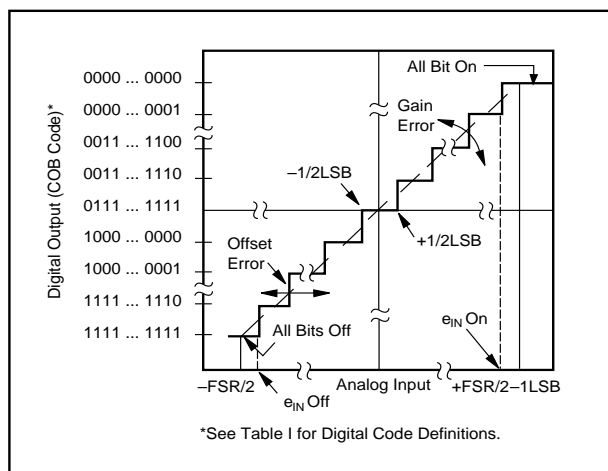 All Bit On
0000 ... 0000
0000 ... 0001
Gain
Error
0011 ... 1100
0011 ... 1110
–1/2LSB
0111 ... 1111
+1/2LSB
1000 ... 0000
Offset
Error
1000 ... 0001
1111 ... 1110
1111 ... 1111
All Bits Off
eIN On
Digital Output (COB Code)*
–FSR/2
Analog Input
+FSR/2–1LSB
eIN Off
*See Table I for Digital Code Definitions.